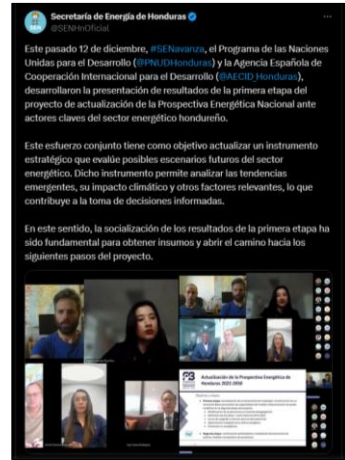 Secretaría de Energía de Honduras
@SENHnOficial
Este pasado 12 de diciembre, #SENavanza, el Programa de las Naciones
Unidas para el Desarrollo (@PNUDHonduras) y la Agencia Española de
Cooperación Internacional para el Desarrollo (@AECID_Honduras),
desarrollaron la presentación de resultados de la primera etapa del
proyecto de actualización de la Prospectiva Energética Nacional ante
actores claves del sector energético hondureño.
Este esfuerzo conjunto tiene como objetivo actualizar un instrumento
estratégico que evalúe posibles escenarios futuros del sector
energético. Dicho instrumento permite analizar las tendencias
emergentes, su impacto climático y otros factores relevantes, lo que
contribuye a la toma de decisiones informadas.
En este sentido, la socialización de los resultados de la primera etapa ha
sido fundamental para obtener insumos y abrir el camino hacia los
siguientes pasos del proyecto.
Actualización de la Prospectiva Energética de
Honduras